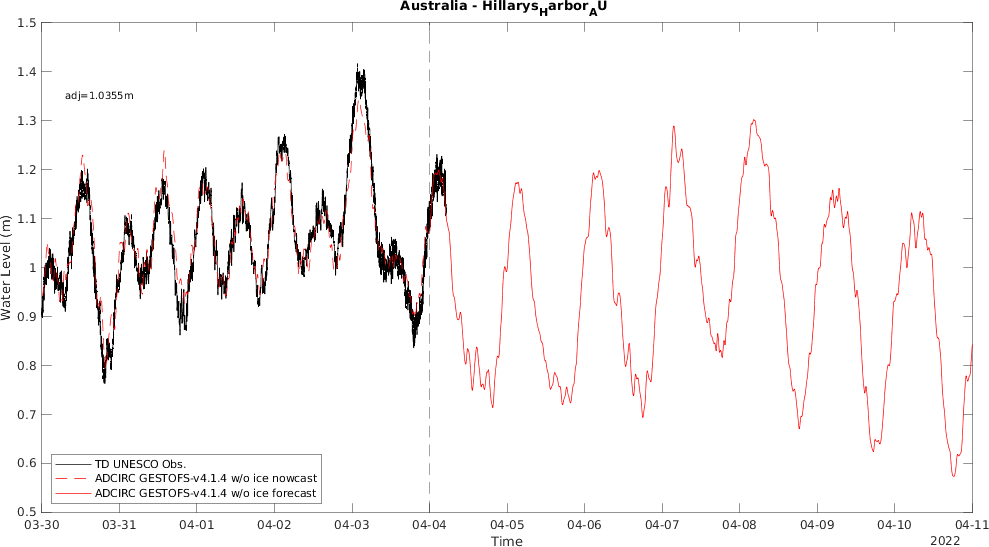 Australia - Hillarys_Harbor_AU
1.5
1.4
adj=1.0355m
1.3
1.2
1.1
1
0.9
0.8
0.7
0.6
0.5
Water Level (m)
TD UNESCO Obs.
ADCIRC GESTOFS-v4.1.4 w/o ice nowcast
ADCIRC GESTOFS-v4.1.4 w/o ice forecast
03-30 03-31 04-01 04-02 04-03 04-04 04-05 04-06 04-07 04-08 04-09 04-10 04-11
Time
2022